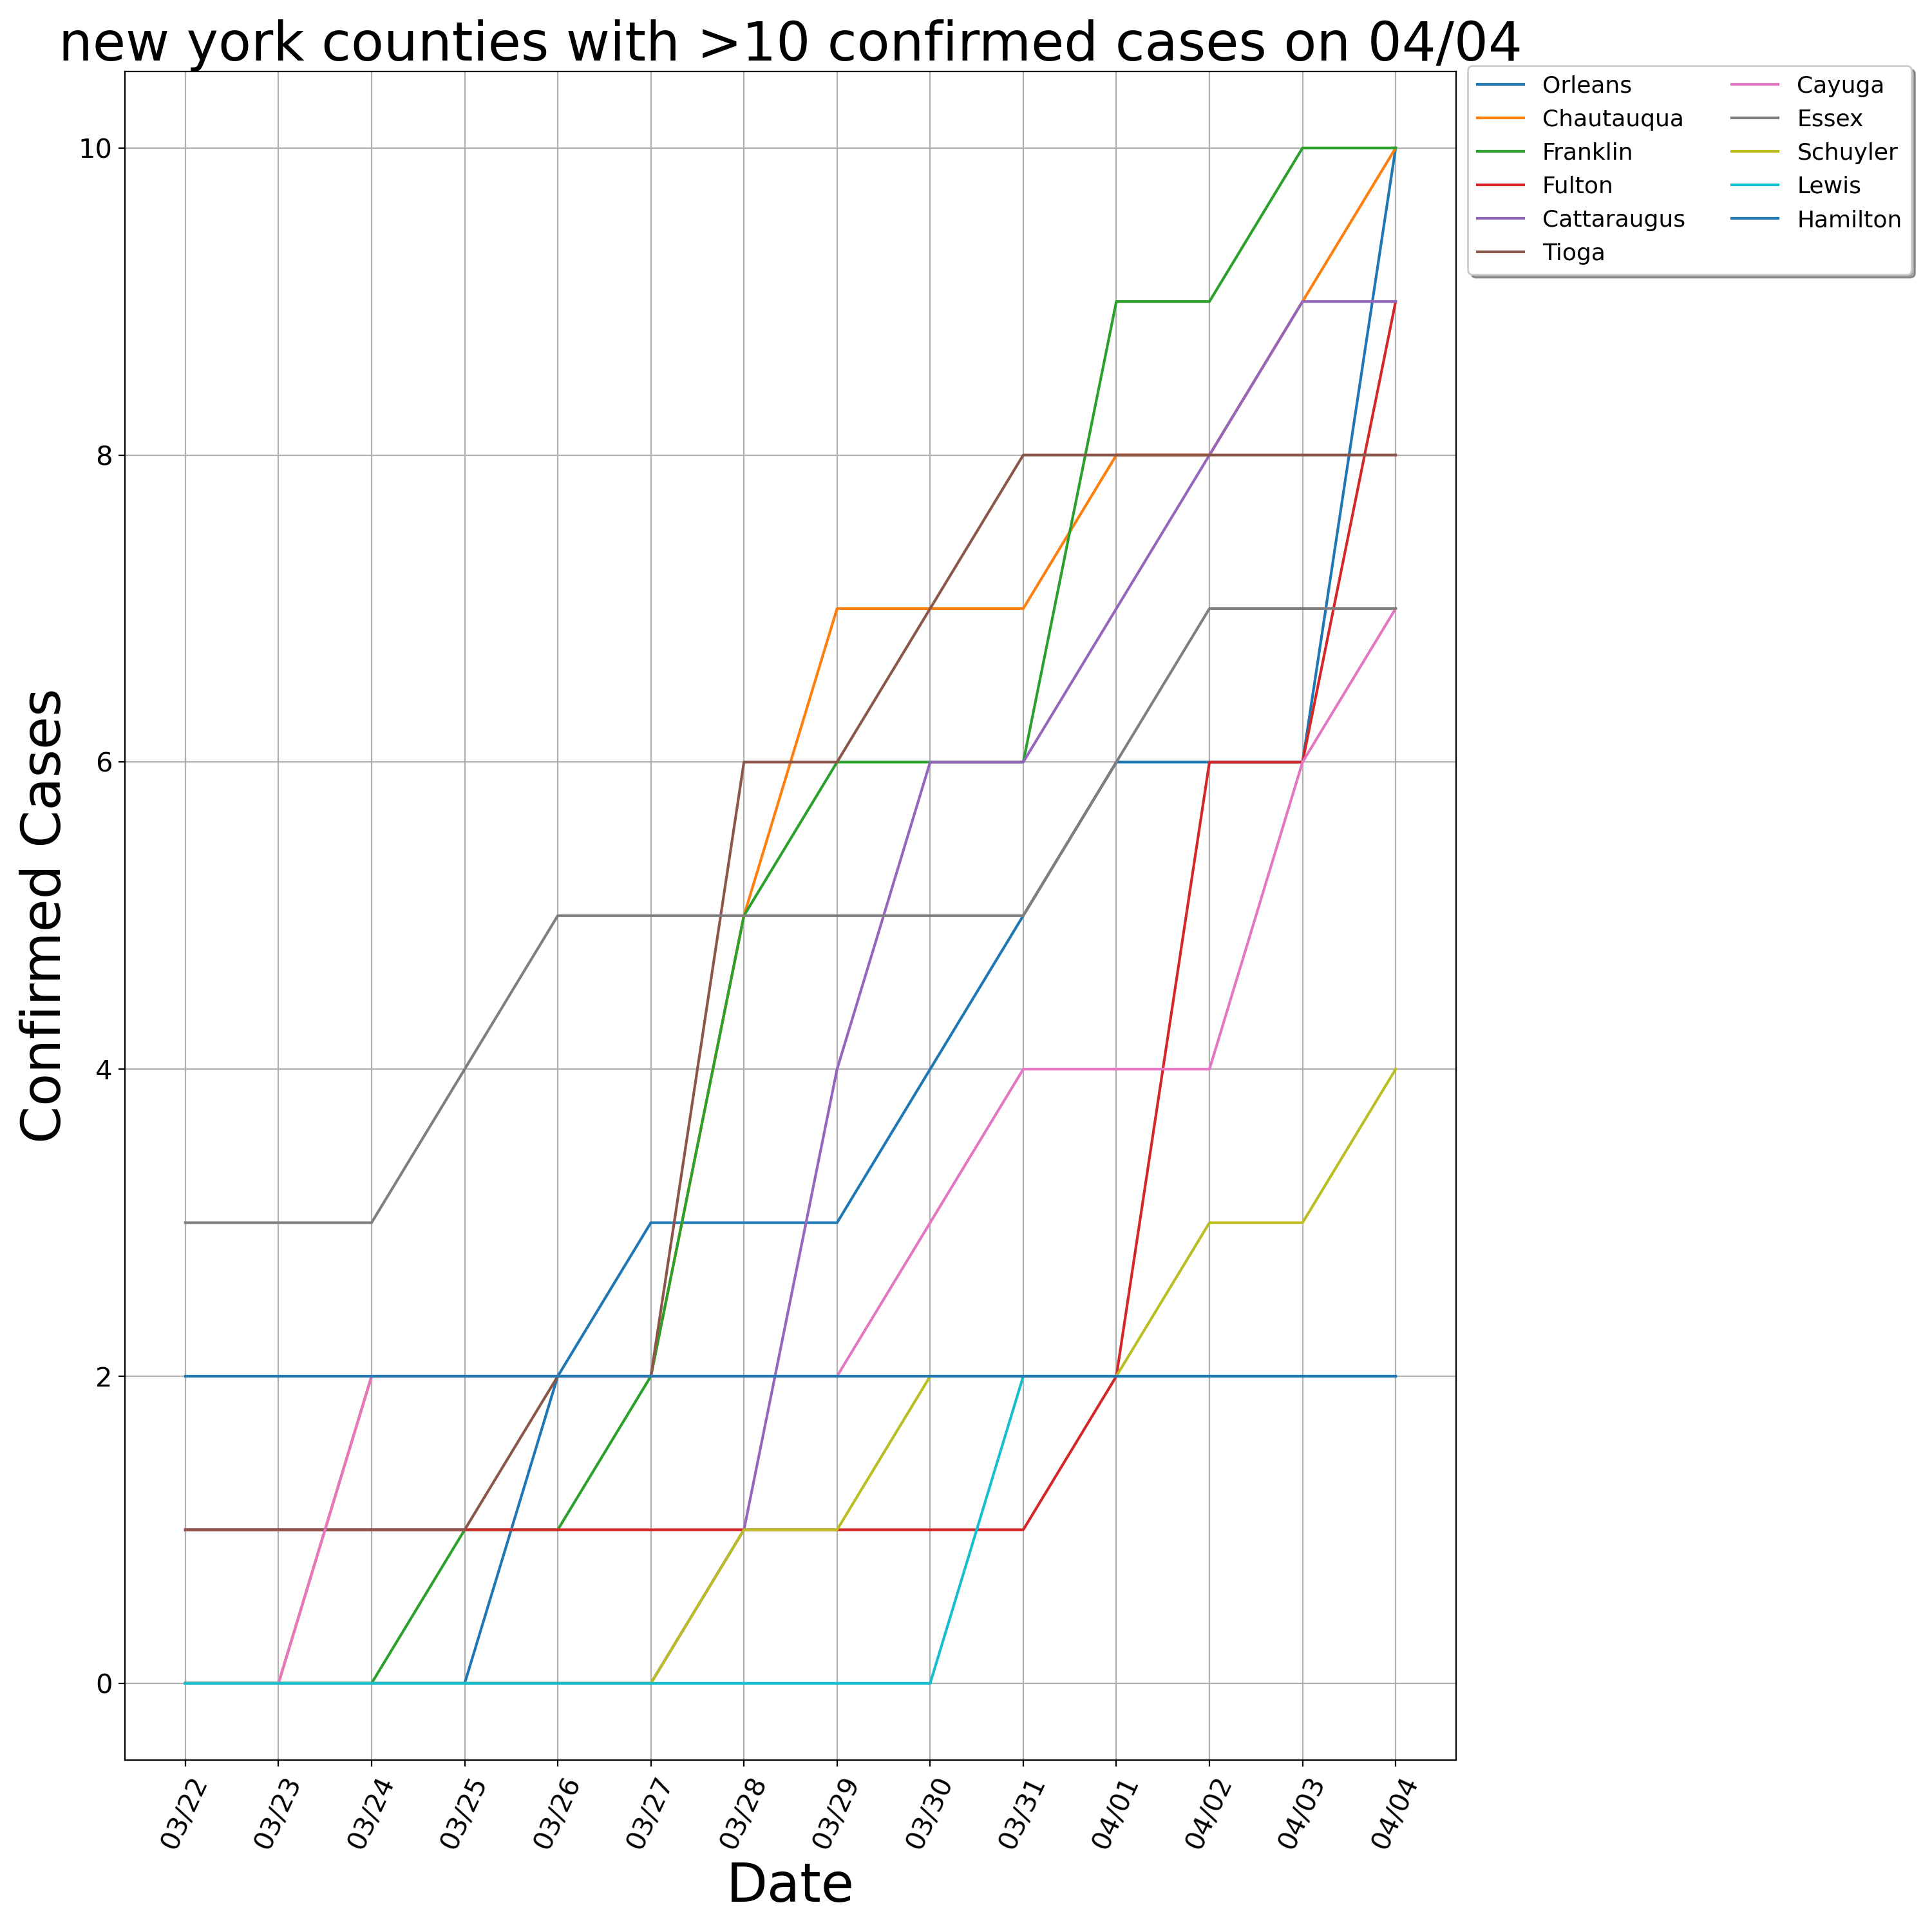 new york counties with >10 confirmed cases on 04/04
Orleans
Chautauqua
Franklin
Fulton
Cattaraugus
Tioga
Cayuga
Essex
Schuyler
Lewis
Hamilton
Confirmed Cases
10
8
6
4
2
0
03/22
03/23
03/24
03/25
03/26
03/27
03/28
03/29
03/30
03/31
04/01
04/02
04/03
04/04
Date